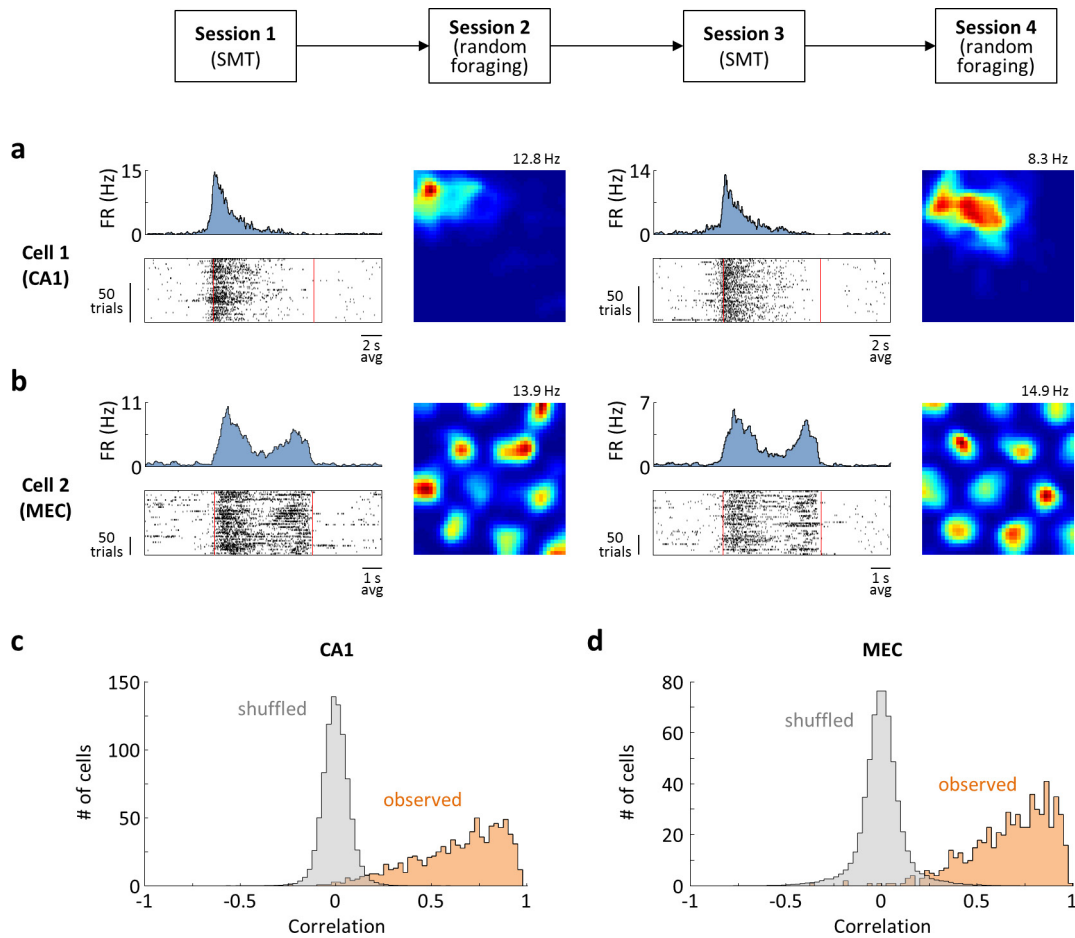 Session 1
(SMT)
Session 2
(random
foraging)
Session 3
(SMT)
Session 4
(random
foraging)
a
Cell 1
(CA1)
FR (Hz)
15
0
50
trials
2 s
avg
12.8 Hz
FR (Hz)
14
0
50
trials
2 s
avg
8.3 Hz
b
Cell 2
(MEC)
FR (Hz)
11
0
50
trials
1 s
avg
13.9 Hz
FR (Hz)
7
0
50
trials
1 s
avg
14.9 Hz
c
CA1
# of cells
150
100
50
0
shuffled
observed
-1 -0.5 0 0.5 1
Correlation
d
MEC
# of cells
80
60
40
20
0
shuffled
observed
-1 -0.5 0 0.5 1
Correlation